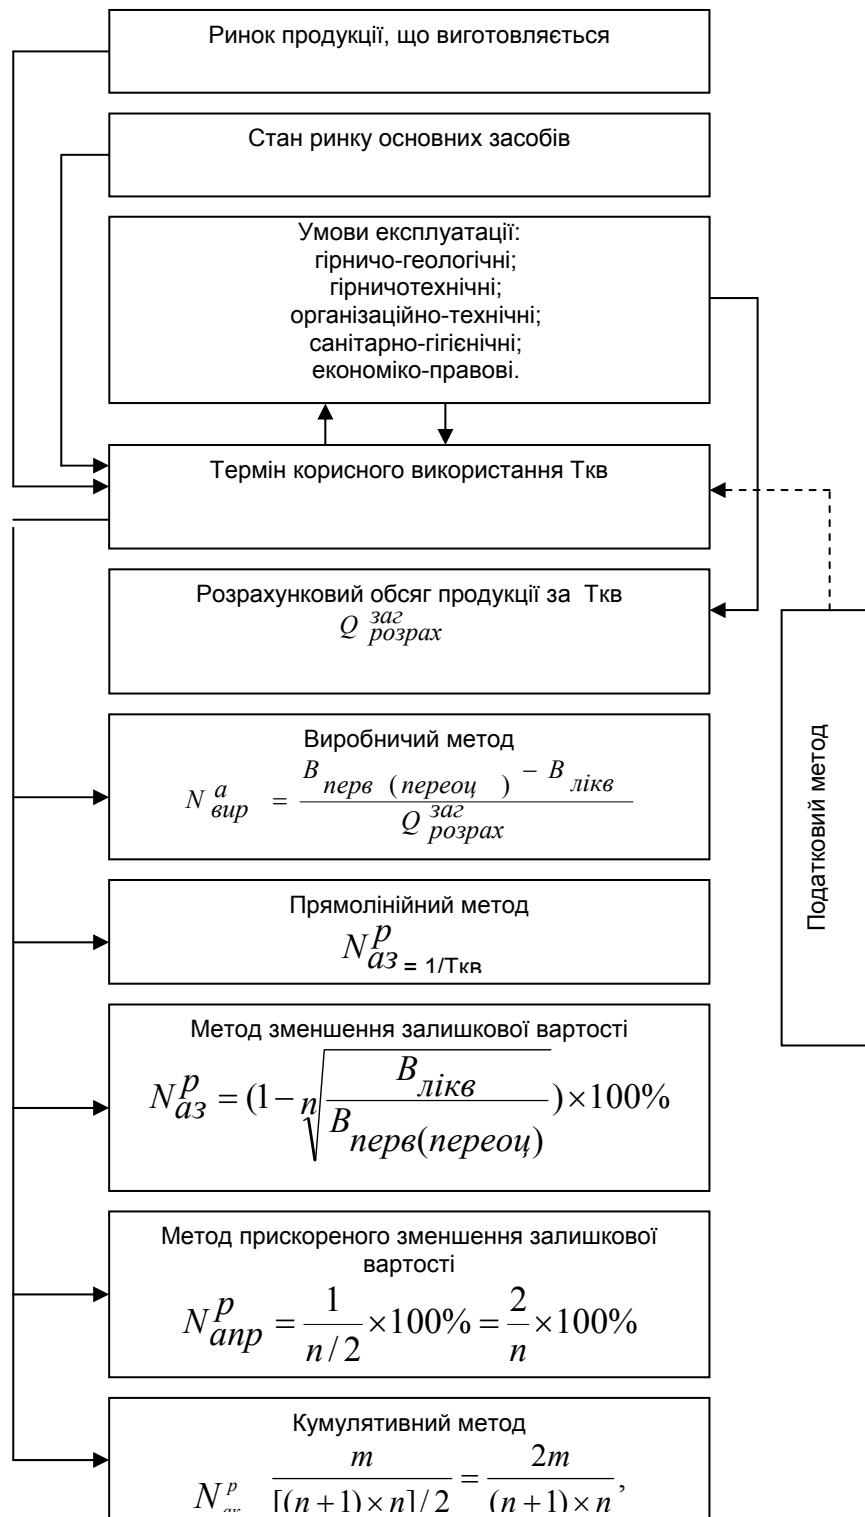 Ринок продукції, що виготовляється
Стан ринку основних засобів
Умови експлуатації:
гірничо-геологічні;
гірничотехнічні;
організаційно-технічні;
санітарно-гігієнічні;
економіко-правові.
Термін корисного використання Ткв
Розрахунковий обсяг продукції за Ткв
Q заг розрах
Виробничий метод
N а вир = (В перв (переоц ) − В лікв) / Q заг розрах
Прямолінійний метод
N р аз = 1/Ткв
Метод зменшення залишкової вартості
N р аз = (1 − n√(В лікв / В перв(переоц))) × 100%
Метод прискореного зменшення залишкової
вартості
N р апр = 1 / (n/2) × 100% = 2/n × 100%
Кумулятивний метод
N р ак m / [(n+1)×n]/2 = 2m / (n+1)×n ,
Податковий метод